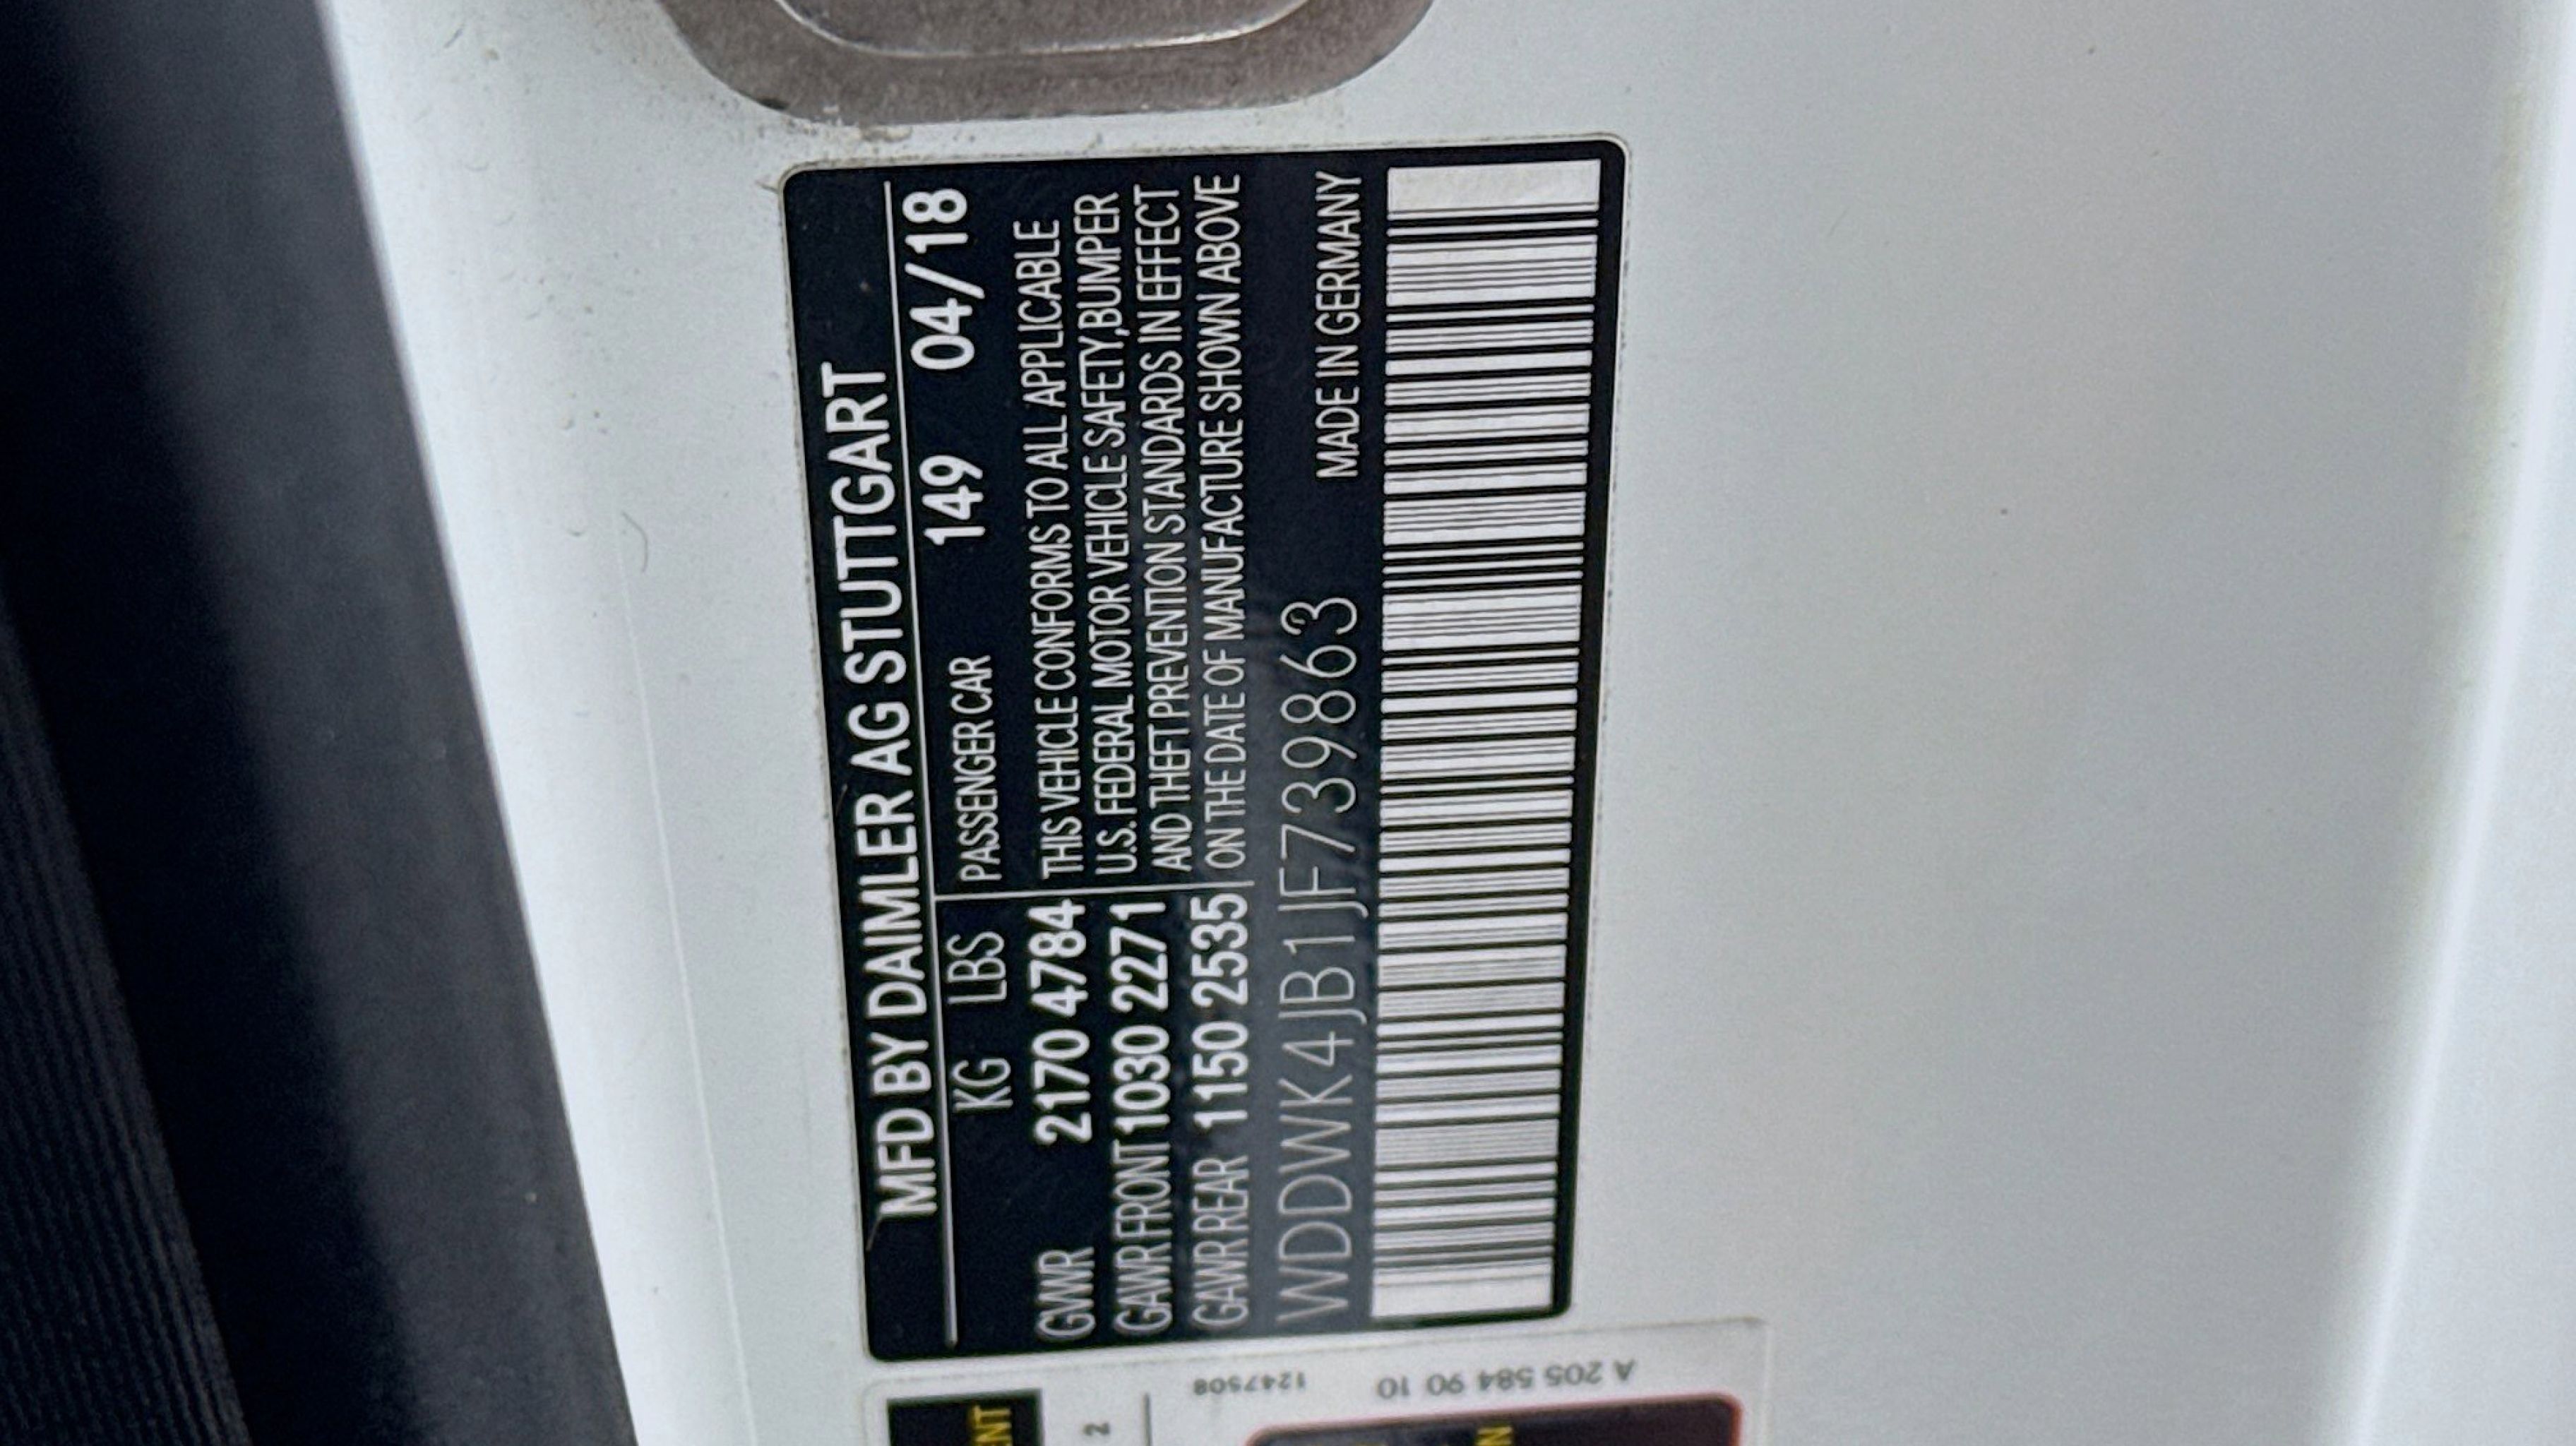 MFD BY DAIMLER AG STUTTGART
KG LBS PASSENGER CAR 149 04/18
GVWR 2170 4784 THIS VEHICLE CONFORMS TO ALL APPLICABLE
U.S. FEDERAL MOTOR VEHICLE SAFETY,BUMPER
GAWR FRONT 1030 2271 AND THEFT PREVENTION STANDARDS IN EFFECT
GAWR REAR 1150 2535 ON THE DATE OF MANUFACTURE SHOWN ABOVE
WDDWK4JB1JF739863 MADE IN GERMANY
1247508
A 205 584 90 10
2